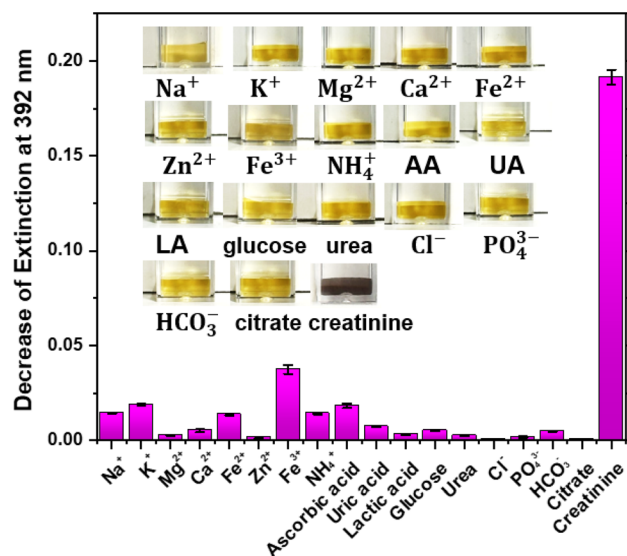 Decrease of Extinction at 392 nm
0.20
0.15
0.10
0.05
0.00
Na⁺ K⁺ Mg²⁺ Ca²⁺ Fe²⁺
Zn²⁺ Fe³⁺ NH₄⁺ AA UA
LA glucose urea Cl⁻ PO₄³⁻
HCO₃⁻ citrate creatinine
Na⁺
K⁺
Mg²⁺
Ca²⁺
Fe²⁺
Zn²⁺
Fe³⁺
NH₄⁺
Ascorbic acid
Uric acid
Lactic acid
Glucose
Urea
Cl⁻
PO₄³⁻
HCO₃⁻
Citrate
Creatinine